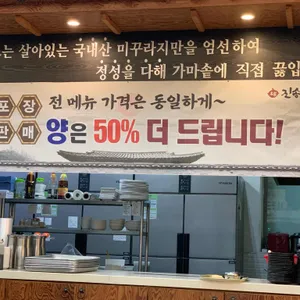 는 살아있는 국내산 미꾸라지만을 엄선하여
정성을 다해 가마솥에 직접 끓입
포장 전 메뉴 가격은 동일하게~
판매 양은 50% 더 드립니다!